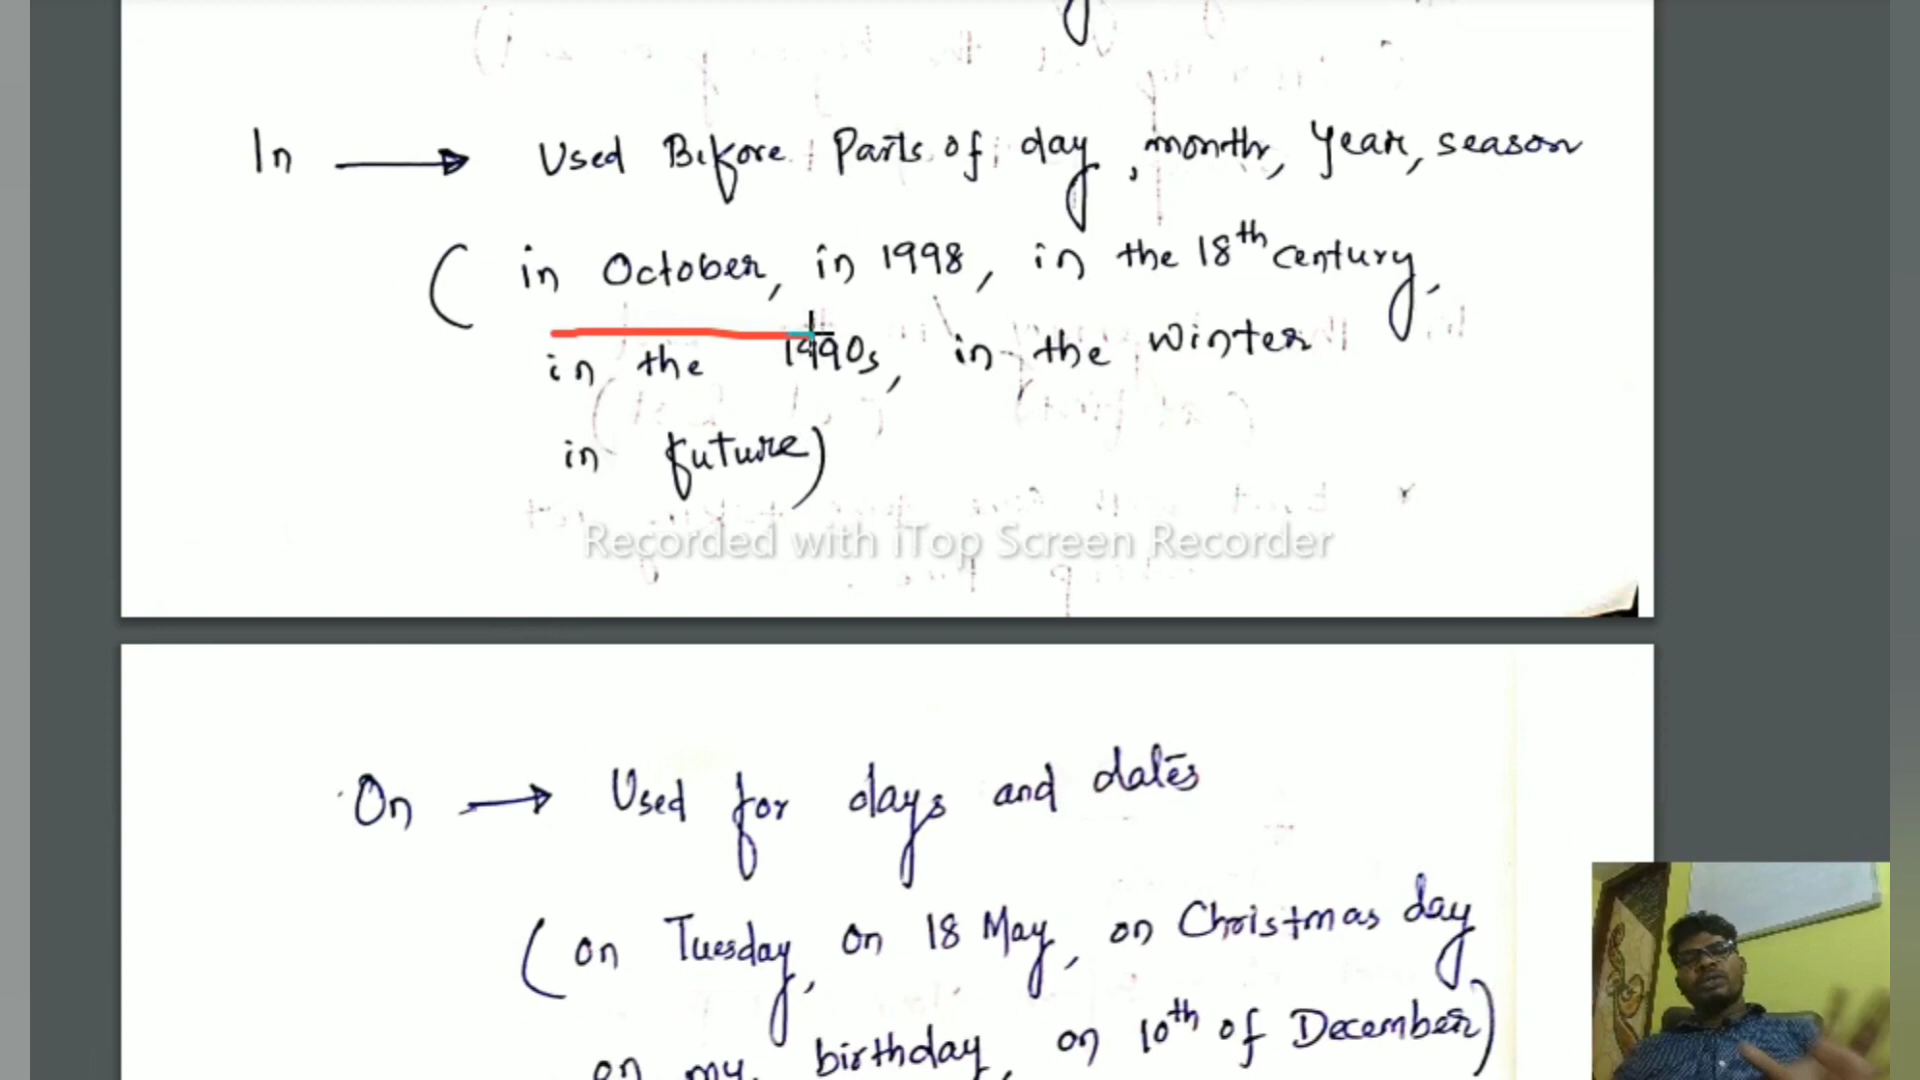 In → Used Before Parts of day, month, Year, season
( in October, in 1998, in the 18th century,
in the 1990s, in the winter
in future)
Recorded with iTop Screen Recorder
On → Used for days and dates
( on Tuesday, on 18 May, on Christmas day
on my birthday, on 10th of December)